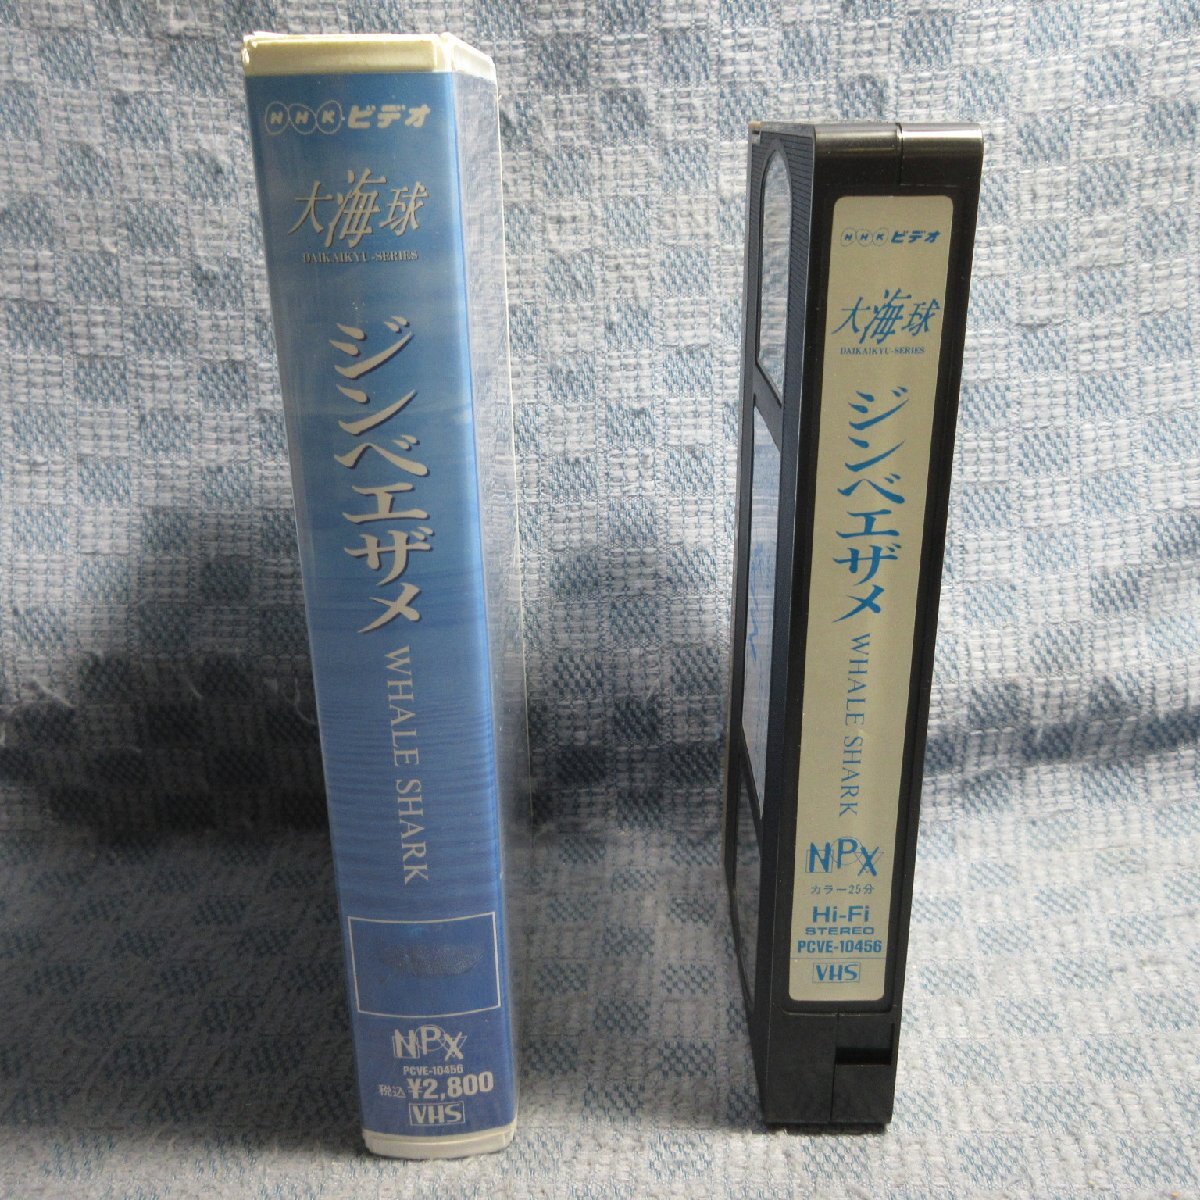 NHKビデオ
大海球
DAIKAIKYU-SERIES
ジンベエザメ
WHALE SHARK
NPX
PCVE-10456
税込¥2,800
VHS
NHKビデオ
大海球
DAIKAIKYU-SERIES
ジンベエザメ
WHALE SHARK
NPX
カラー25分
Hi-Fi
STEREO
PCVE-10456
VHS